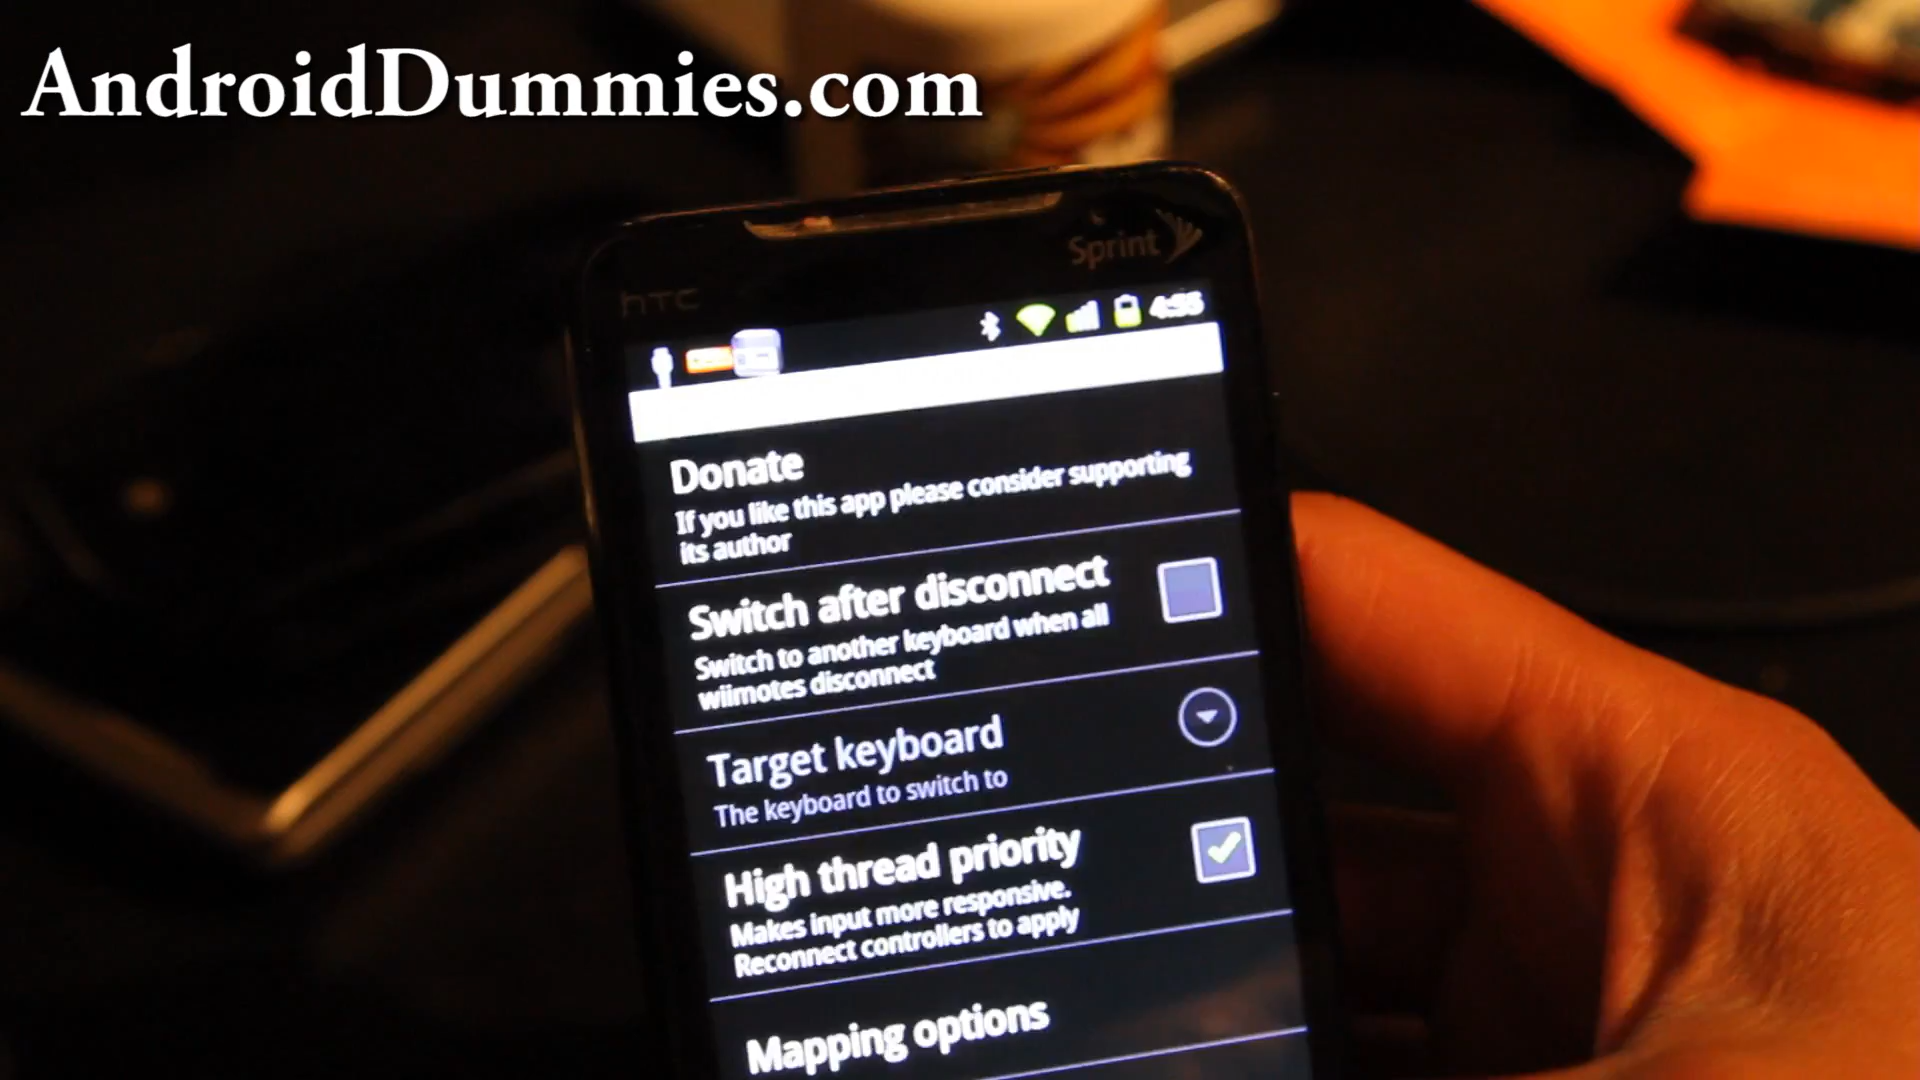 AndroidDummies.com
Sprint
hTC
4:55
Donate
If you like this app please consider supporting
its author
Switch after disconnect
Switch to another keyboard when all
wiimotes disconnect
Target keyboard
The keyboard to switch to
High thread priority
Makes input more responsive.
Reconnect controllers to apply
Mapping options